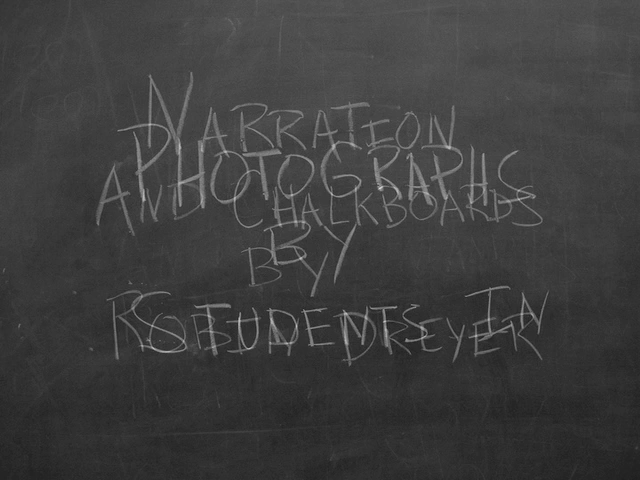 NARRATION
PHOTOGRAPHS
AND CHALKBOARDS
BY
BY
STUDENTS IN
ROBIN DREYER